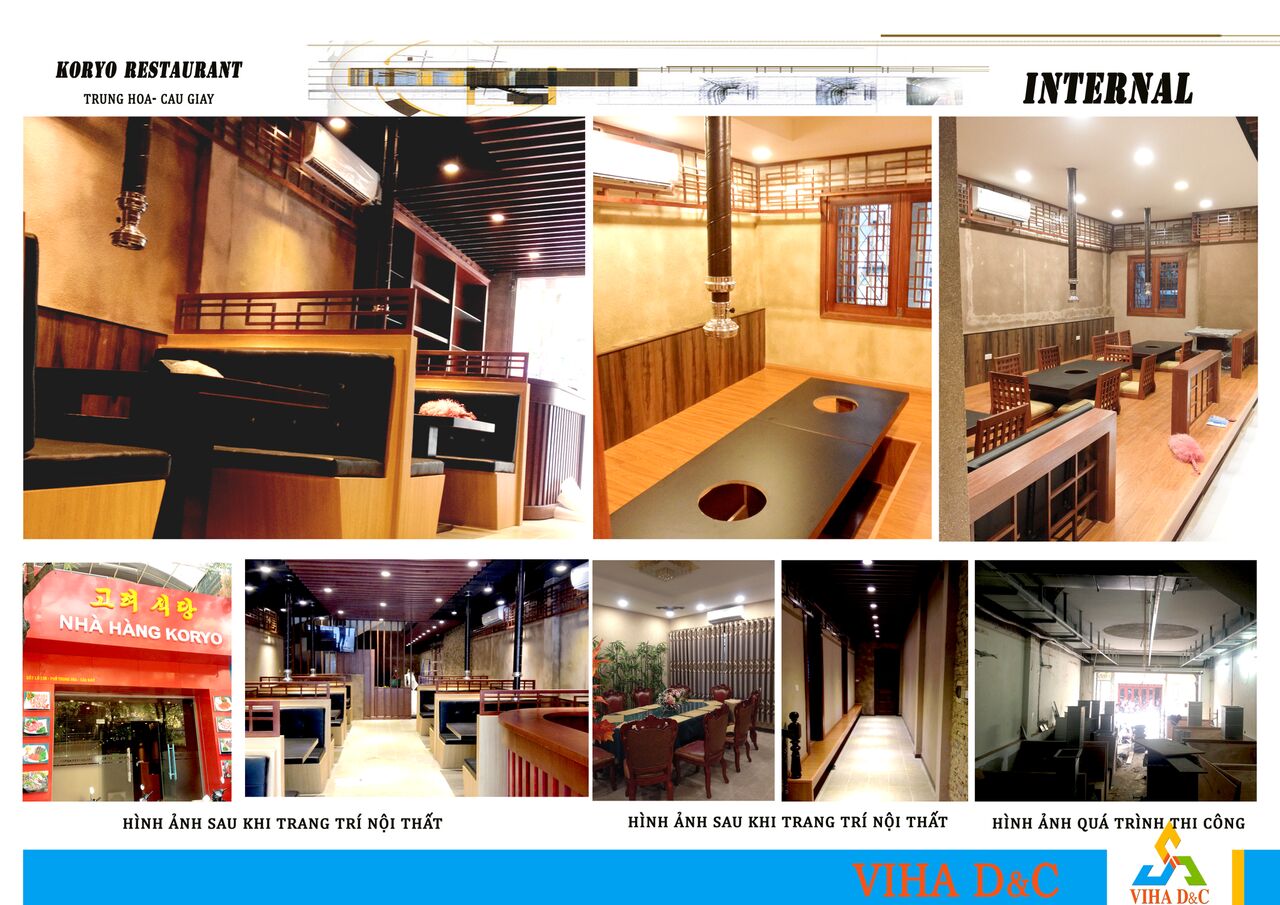 KORYO RESTAURANT
TRUNG HOA- CAU GIAY
INTERNAL
고려 식당
NHÀ HÀNG KORYO
HÌNH ẢNH SAU KHI TRANG TRÍ NỘI THẤT
HÌNH ẢNH SAU KHI TRANG TRÍ NỘI THẤT
HÌNH ẢNH QUÁ TRÌNH THI CÔNG
VIHA D&C
VIHA D&C